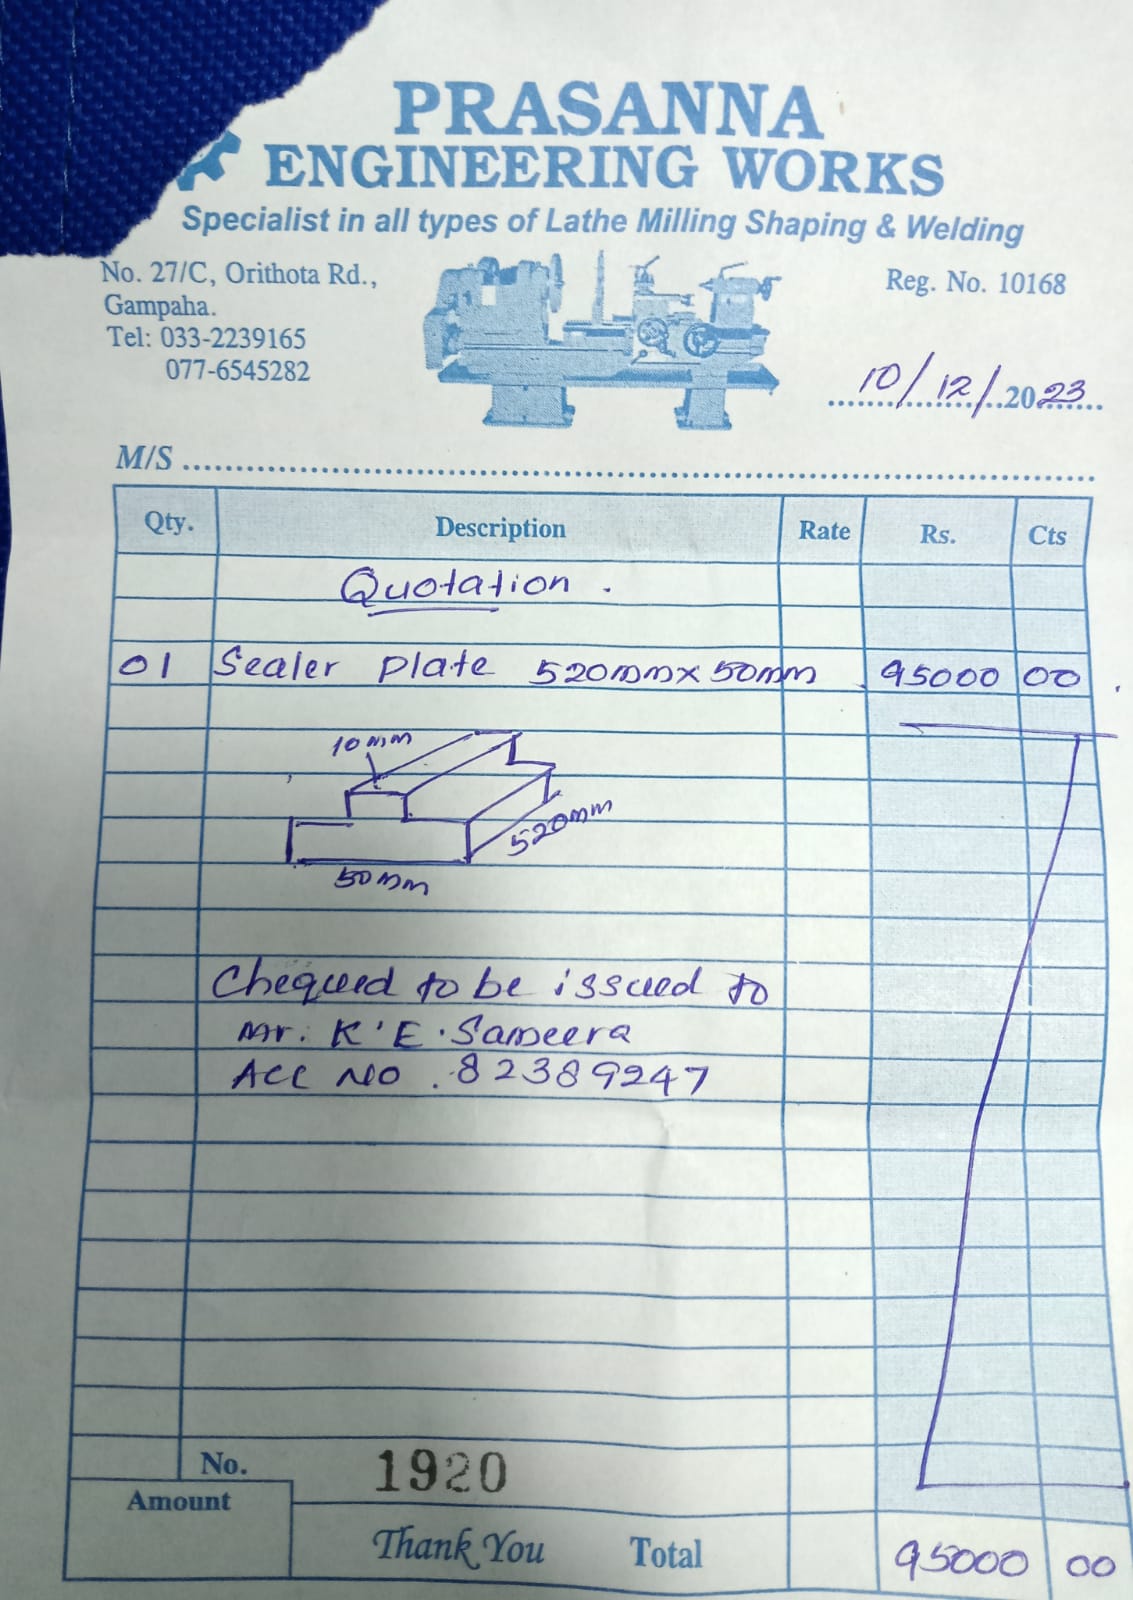 PRASANNA
ENGINEERING WORKS
Specialist in all types of Lathe Milling Shaping & Welding
No. 27/C, Orithota Rd.,
Gampaha.
Tel: 033-2239165
077-6545282
Reg. No. 10168
10/12/2023
M/S
Qty. Description Rate Rs. Cts
Quotation.
01 Sealer plate 520mm x 50mm 95000 00
10mm
520mm
50mm
Chequed to be issued to
Mr. K.E. Sameera
Acc No. 82389247
No. 1920
Amount
Thank You Total 95000 00